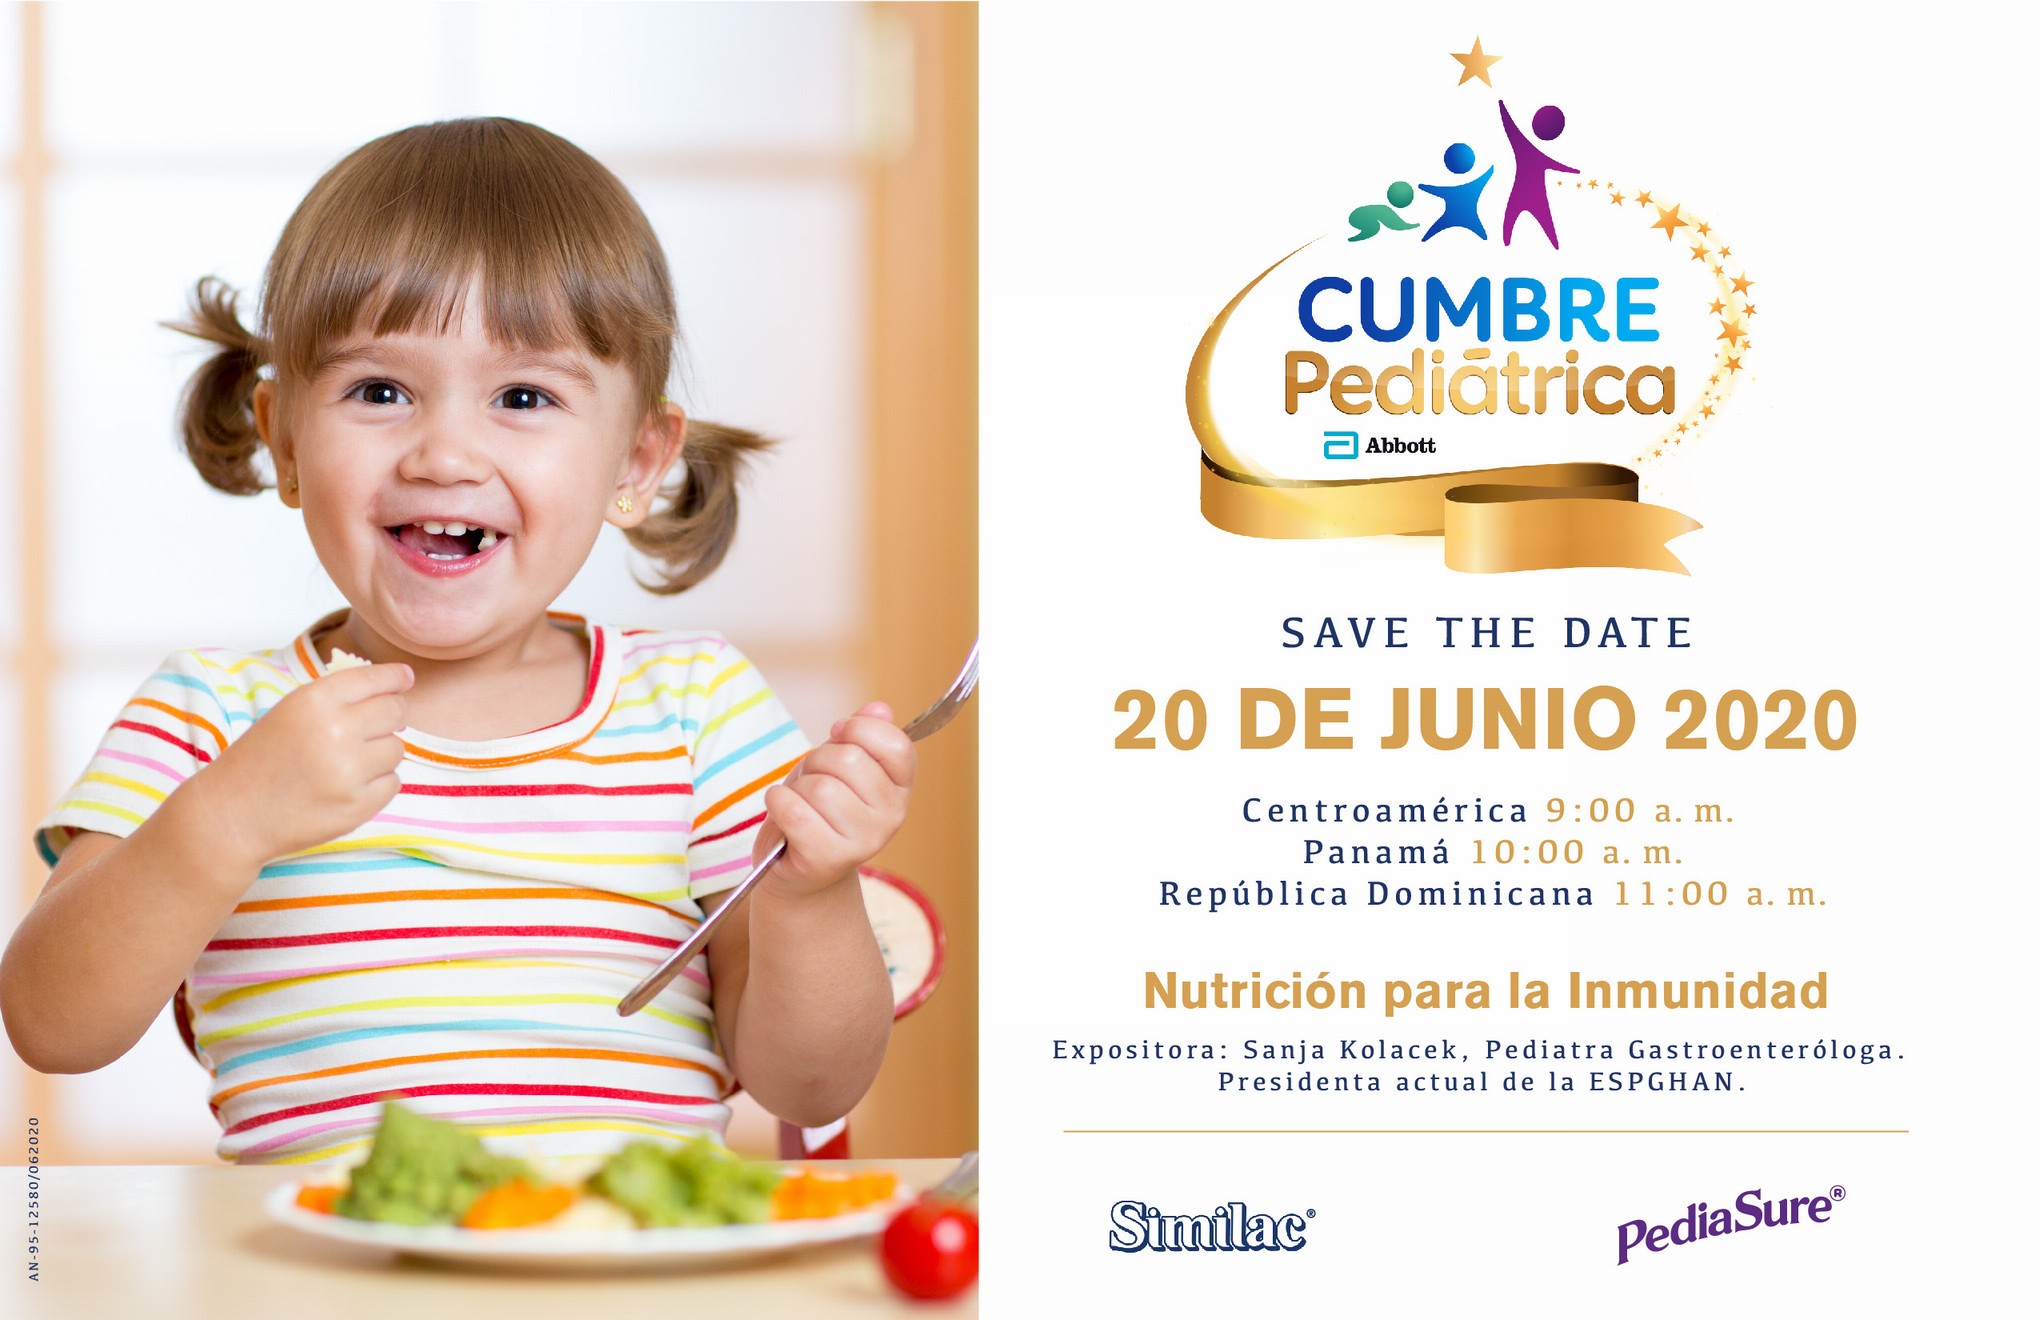 CUMBRE
Pediátrica
Abbott
SAVE THE DATE
20 DE JUNIO 2020
Centroamérica 9:00 a. m.
Panamá 10:00 a. m.
República Dominicana 11:00 a. m.
Nutrición para la Inmunidad
Expositora: Sanja Kolacek, Pediatra Gastroenteróloga.
Presidenta actual de la ESPGHAN.
Similac®
PediaSure®
AN-95-12580/062020